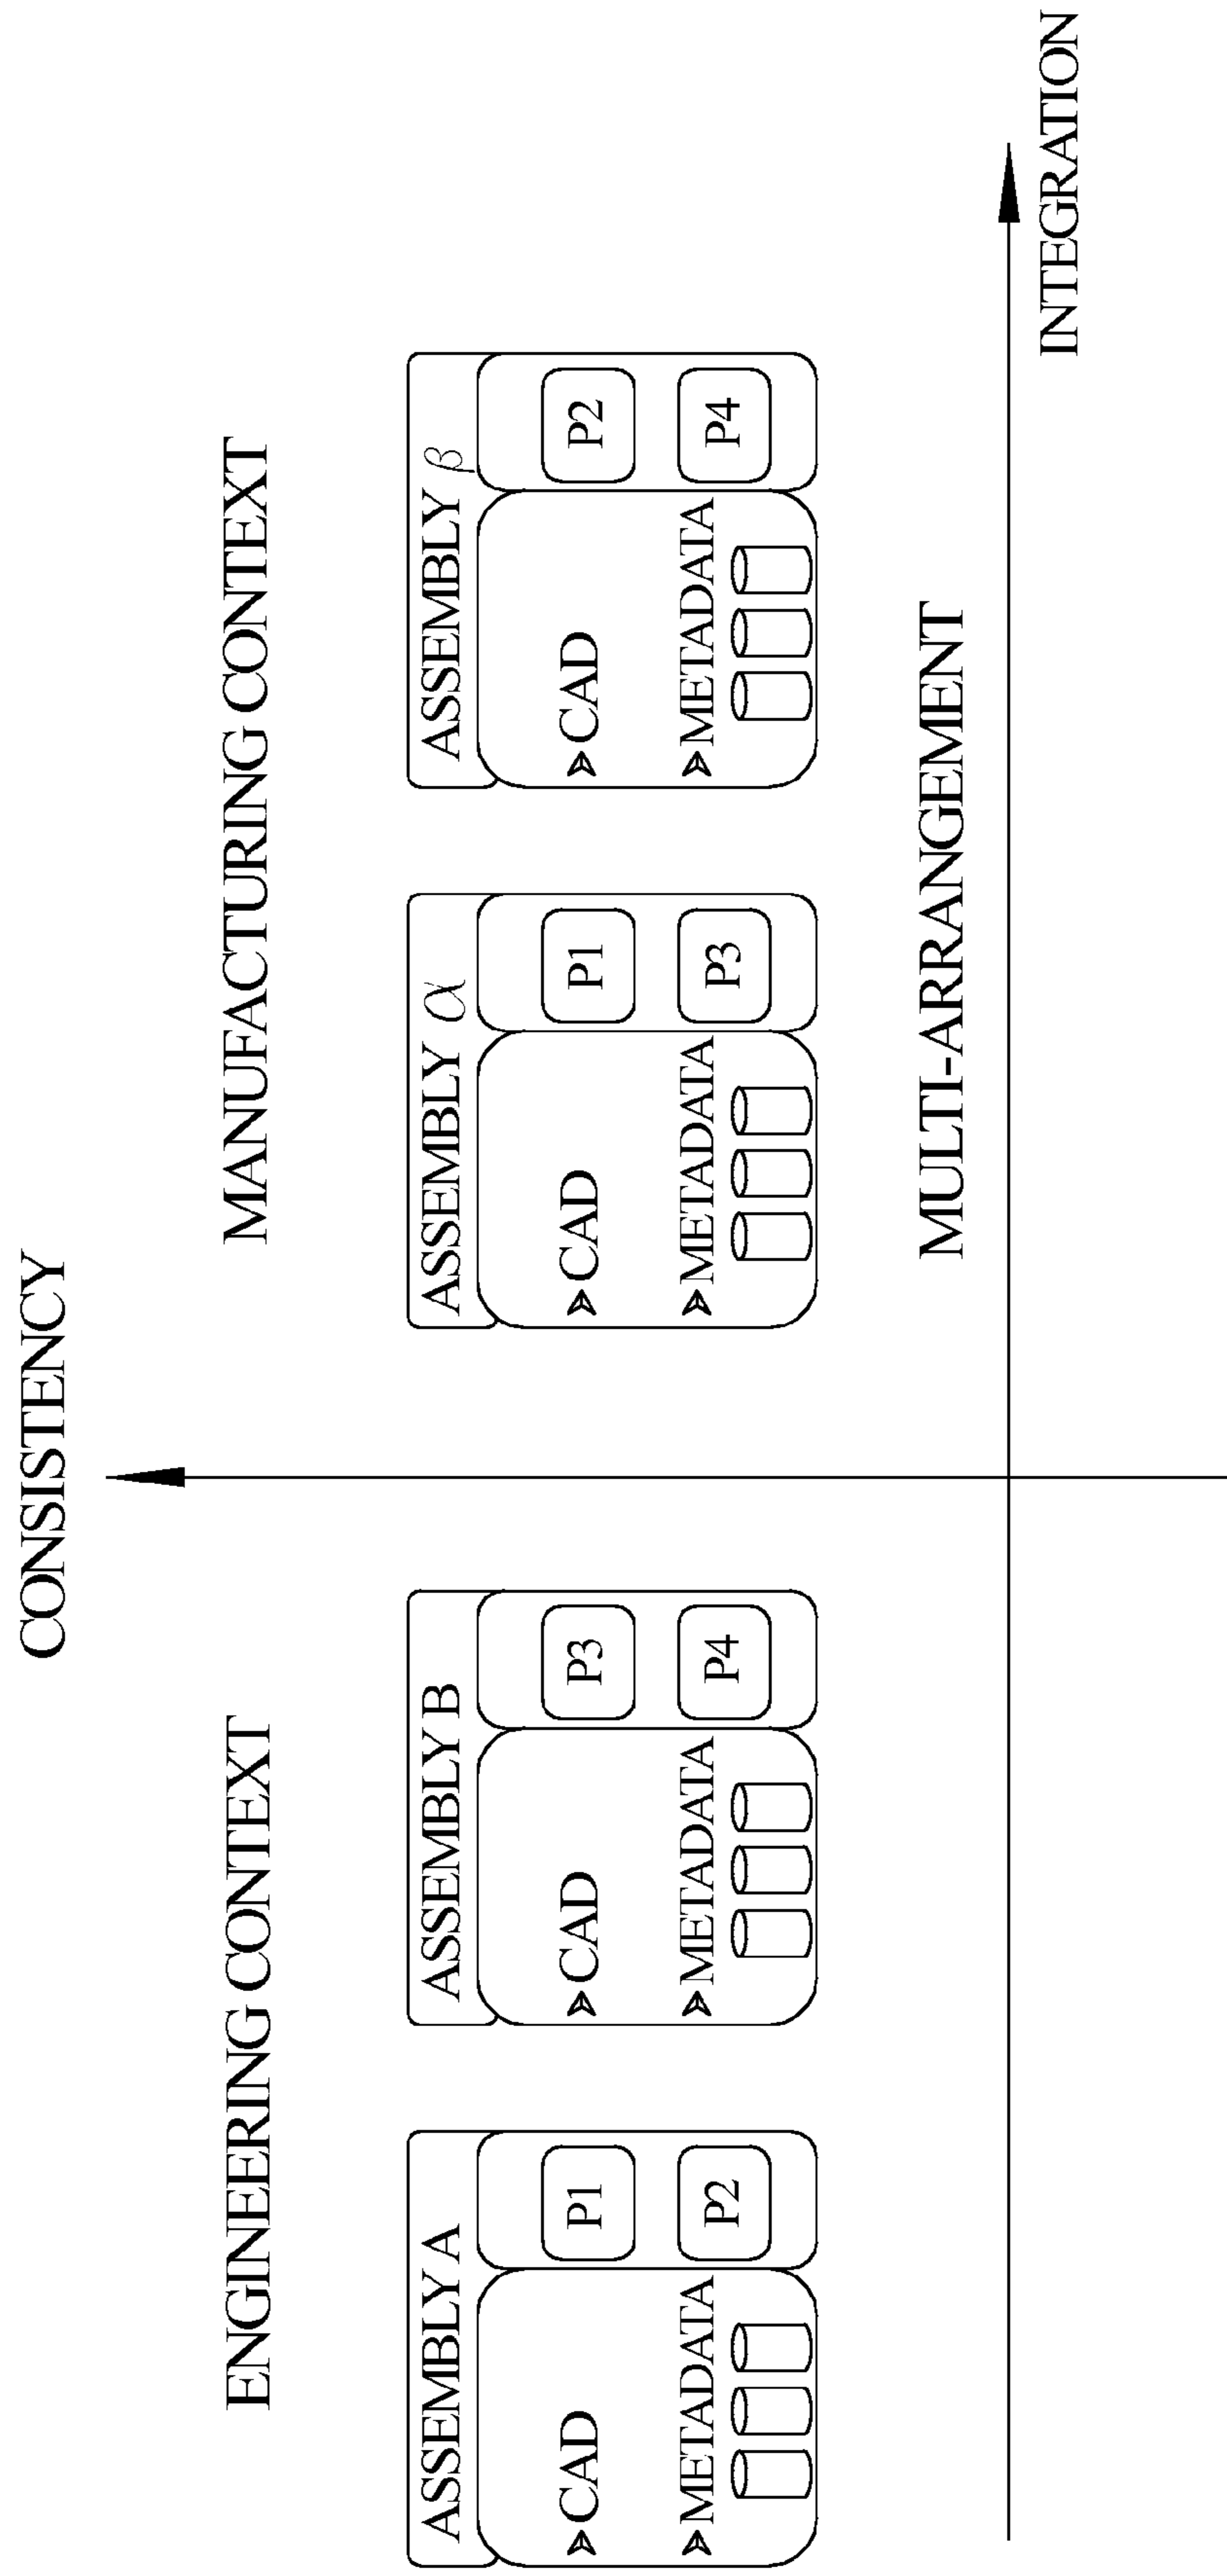 CONSISTENCY
ENGINEERING CONTEXT
MANUFACTURING CONTEXT
ASSEMBLY A
➢CAD
➢METADATA
P1
P2
ASSEMBLY B
➢CAD
➢METADATA
P3
P4
ASSEMBLY α
➢CAD
➢METADATA
P1
P3
ASSEMBLY β
➢CAD
➢METADATA
P2
P4
MULTI-ARRANGEMENT
INTEGRATION